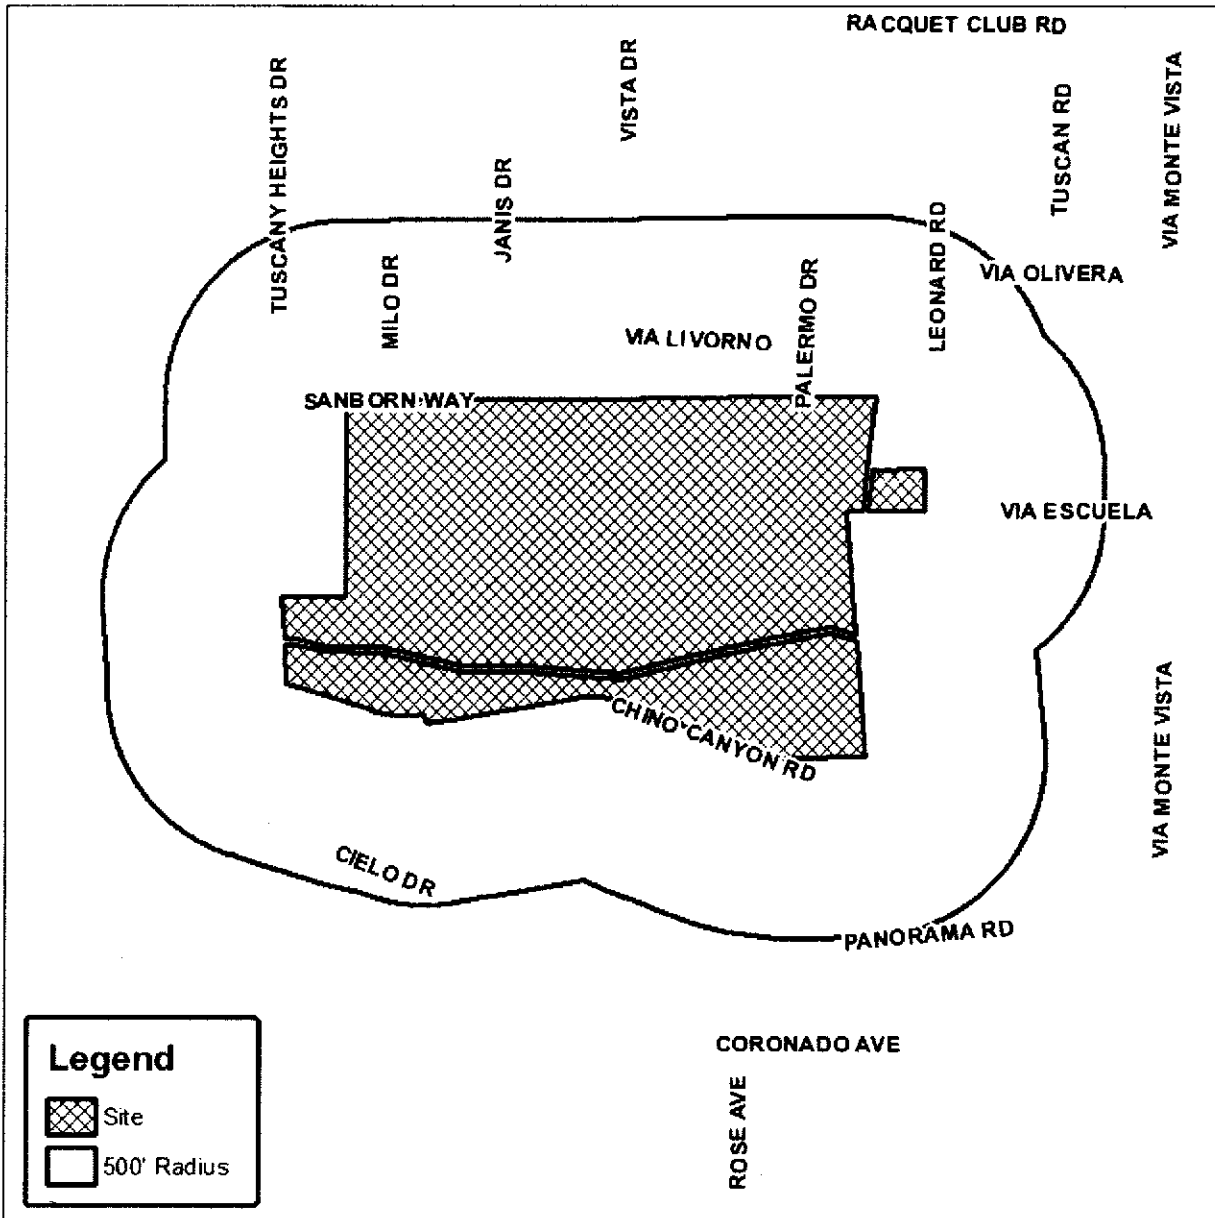 RACQUET CLUB RD
TUSCANY HEIGHTS DR
VISTA DR
VIA MONTE VISTA
TUSCAN RD
JANIS DR
LEONARD RD
MILO DR
PALERMO DR
VIA OLIVERA
VIA LIVORNO
SANBORN WAY
VIA ESCUELA
CHINO CANYON RD
VIA MONTE VISTA
CIELO DR
PANORAMA RD
CORONADO AVE
ROSE AVE
Legend
Site
500' Radius